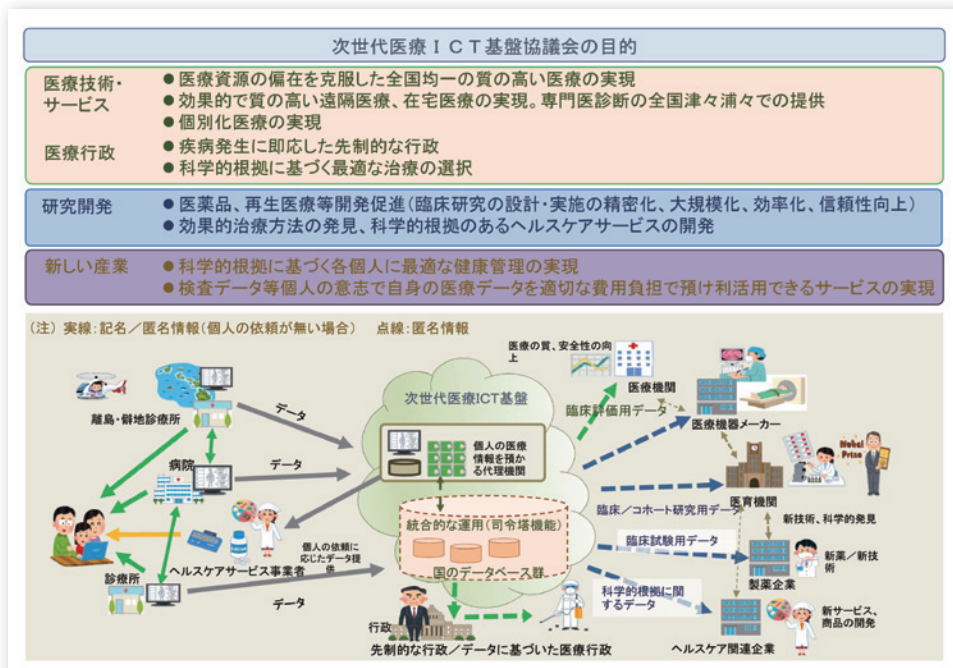 次世代医療ICT基盤協議会の目的
医療技術・
サービス
●医療資源の偏在を克服した全国均一の質の高い医療の実現
●効果的で質の高い遠隔医療、在宅医療の実現。専門医診断の全国津々浦々での提供
●個別化医療の実現
医療行政
●疾病発生に即応した先制的な行政
●科学的根拠に基づく最適な治療の選択
研究開発
●医薬品、再生医療等開発促進(臨床研究の設計・実施の精密化、大規模化、効率化、信頼性向上)
●効果的治療方法の発見、科学的根拠のあるヘルスケアサービスの開発
新しい産業
●科学的根拠に基づく各個人に最適な健康管理の実現
●検査データ等個人の意志で自身の医療データを適切な費用負担で預け利活用できるサービスの実現
(注) 実線:記名/匿名情報(個人の依頼が無い場合) 点線:匿名情報
離島・僻地診療所
病院
診療所
ヘルスケアサービス事業者
データ
データ
データ
個人の依頼に
応じたデータ提
供
次世代医療ICT基盤
個人の医療
情報を預か
る代理機関
統合的な運用(司令塔機能)
国のデータベース群
行政
先制的な行政/データに基づいた医療行政
医療の質、安全性の向
上
医療機関
臨床評価用データ
医療機器メーカー
Nobel
Prize
医育機関
臨床/コホート研究用データ
新技術、科学的発見
臨床試験用データ
製薬企業
新薬/新技
術
科学的根拠に関
するデータ
ヘルスケア関連企業
新サービス、
商品の開発